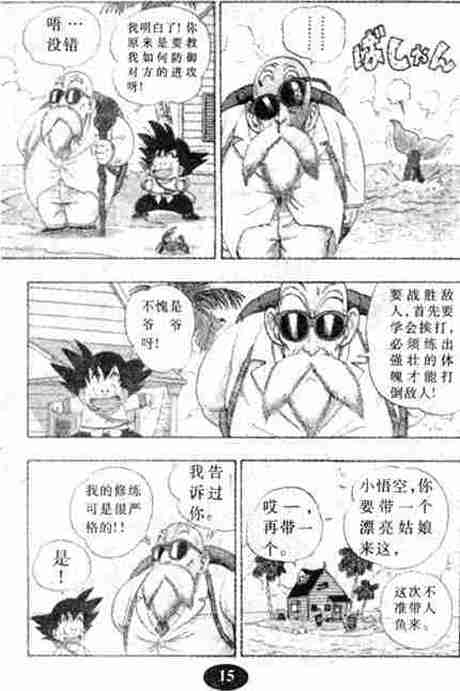 ………
ばしゃん
我明白了!你
原来是要教
我如何防御
对方的进攻
呀!
唔…
没错
要战胜敌
人,首先要
学会挨打,
必须练出
强壮的体
魄才能打
倒敌人!
不愧是
爷爷
呀!
小悟空,你
要带一个
漂亮姑娘
来这,
这次不
准带人
鱼来。
哎一,
再带一
个。
我告
诉过
你。
我的修练
可是很严
格的!!
是!
15